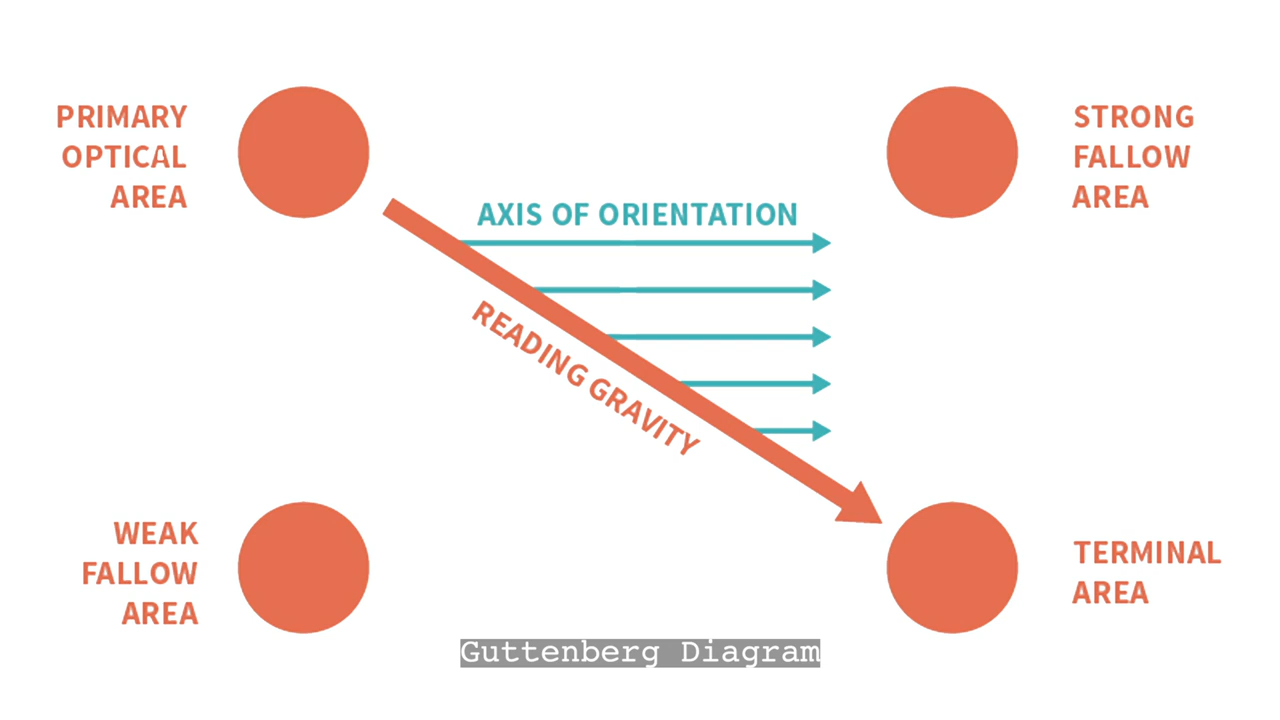 PRIMARY
OPTICAL
AREA
STRONG
FALLOW
AREA
AXIS OF ORIENTATION
READING GRAVITY
WEAK
FALLOW
AREA
TERMINAL
AREA
Guttenberg Diagram